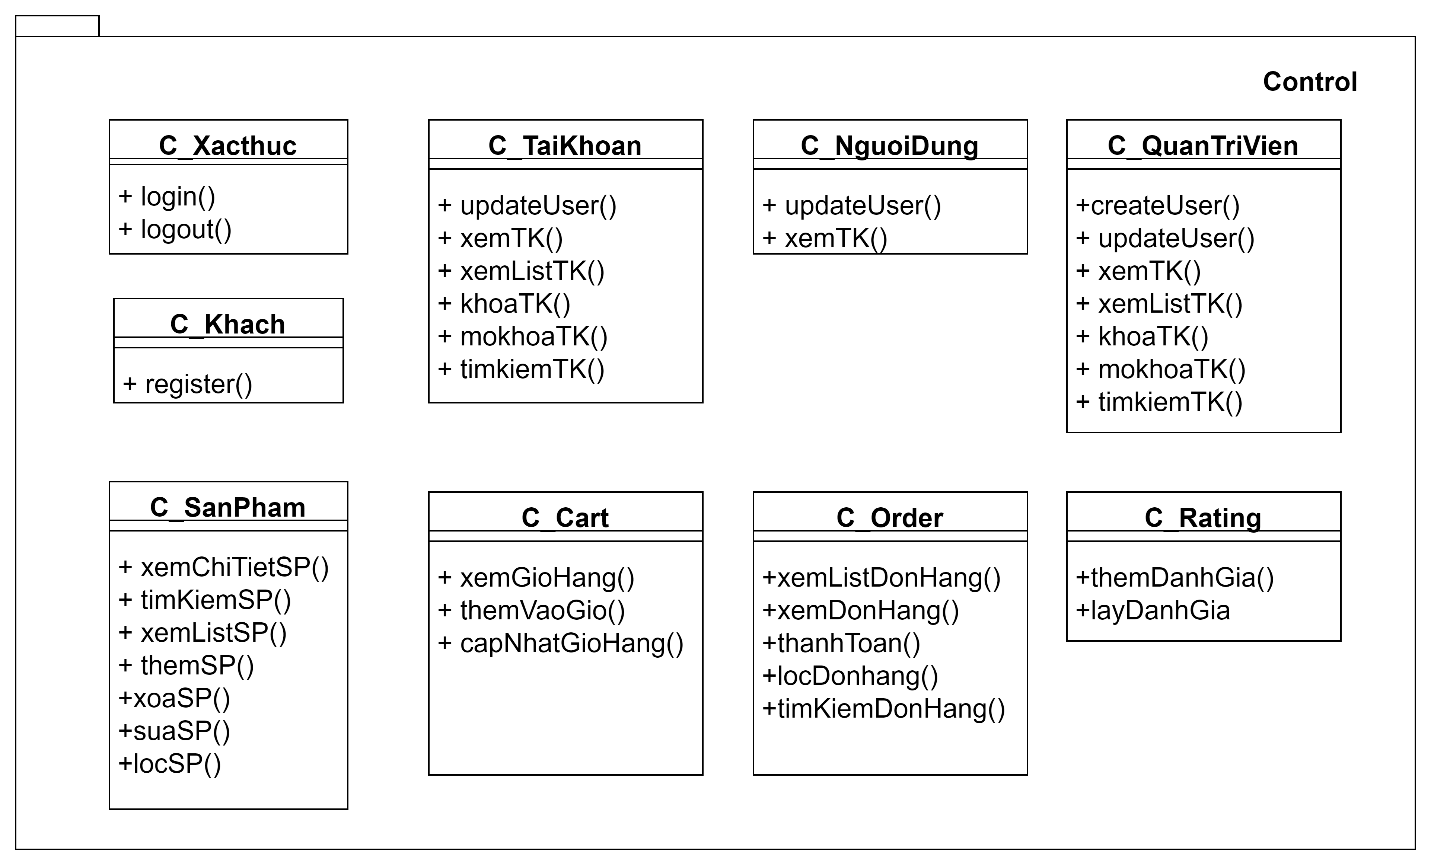 Control
C_Xacthuc
+ login()
+ logout()
C_TaiKhoan
+ updateUser()
+ xemTK()
+ xemListTK()
+ khoaTK()
+ mokhoaTK()
+ timkiemTK()
C_NguoiDung
+ updateUser()
+ xemTK()
C_QuanTriVien
+createUser()
+ updateUser()
+ xemTK()
+ xemListTK()
+ khoaTK()
+ mokhoaTK()
+ timkiemTK()
C_Khach
+ register()
C_SanPham
+ xemChiTietSP()
+ timKiemSP()
+ xemListSP()
+ themSP()
+xoaSP()
+suaSP()
+locSP()
C_Cart
+ xemGioHang()
+ themVaoGio()
+ capNhatGioHang()
C_Order
+xemListDonHang()
+xemDonHang()
+thanhToan()
+locDonhang()
+timKiemDonHang()
C_Rating
+themDanhGia()
+layDanhGia